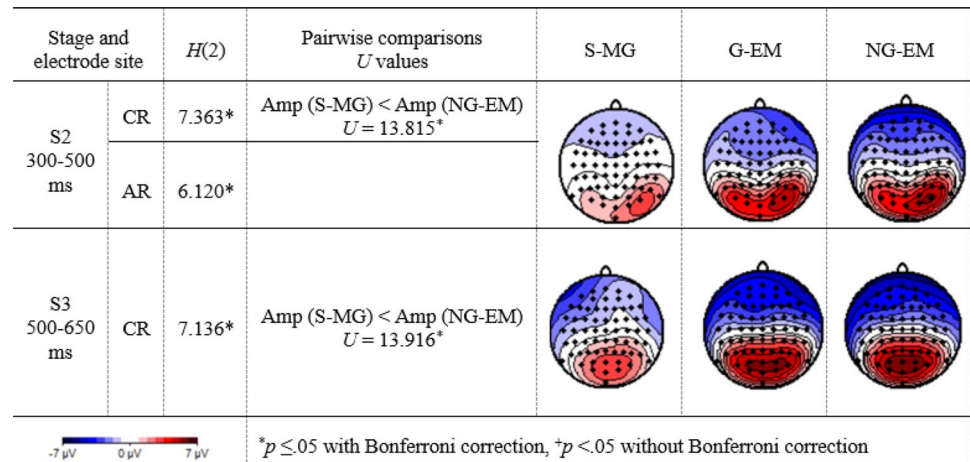 Stage and electrode site H(2) Pairwise comparisons U values S-MG G-EM NG-EM
S2
300-500
ms
CR 7.363* Amp (S-MG) < Amp (NG-EM)
U = 13.815*
AR 6.120*
S3
500-650
ms
CR 7.136* Amp (S-MG) < Amp (NG-EM)
U = 13.916*
-7 µV 0 µV 7 µV
*p ≤.05 with Bonferroni correction, +p <.05 without Bonferroni correction